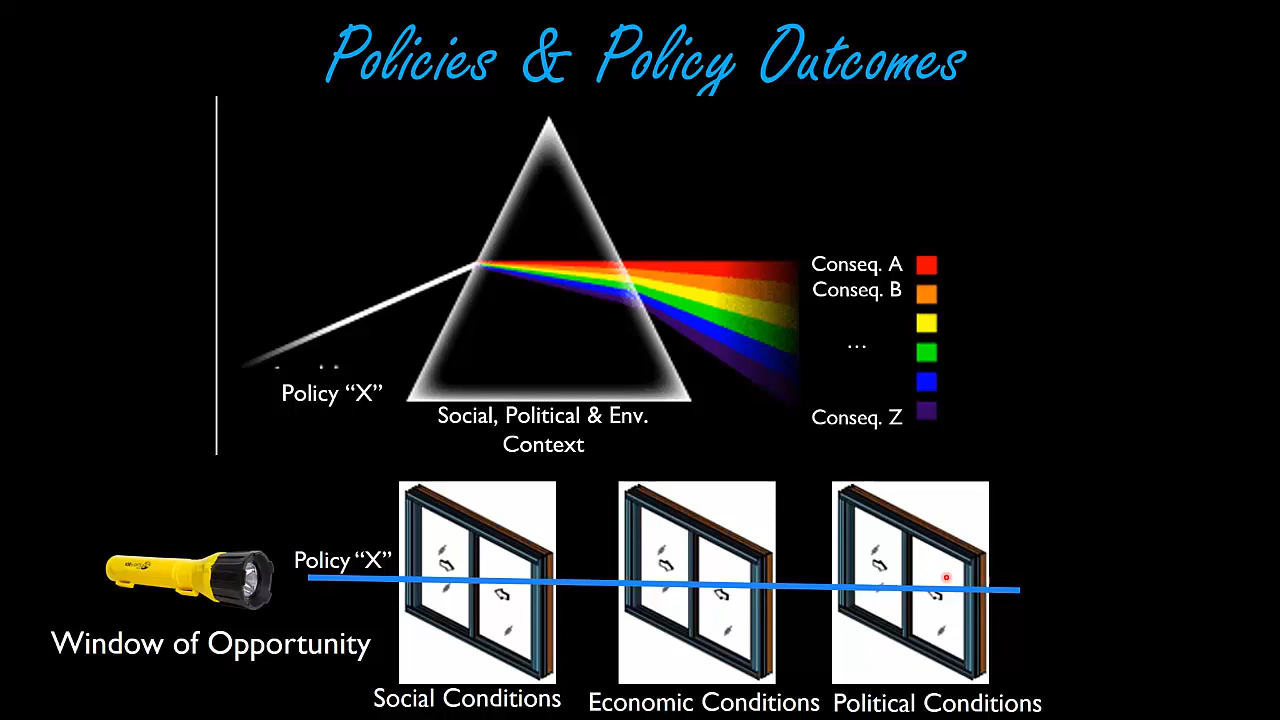 Policies & Policy Outcomes
Conseq. A
Conseq. B
...
Conseq. Z
Policy “X”
Social, Political & Env.
Context
Policy “X”
Window of Opportunity
Social Conditions
Economic Conditions
Political Conditions